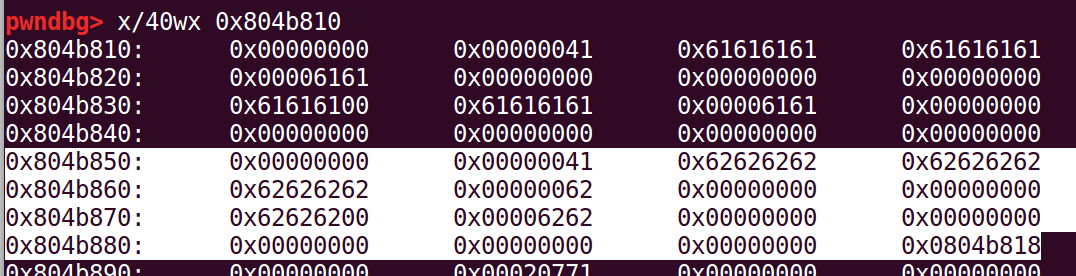 pwndbg> x/40wx 0x804b810
0x804b810: 0x00000000 0x00000041 0x61616161 0x61616161
0x804b820: 0x00006161 0x00000000 0x00000000 0x00000000
0x804b830: 0x61616100 0x61616161 0x00006161 0x00000000
0x804b840: 0x00000000 0x00000000 0x00000000 0x00000000
0x804b850: 0x00000000 0x00000041 0x62626262 0x62626262
0x804b860: 0x62626262 0x00000062 0x00000000 0x00000000
0x804b870: 0x62626200 0x00006262 0x00000000 0x00000000
0x804b880: 0x00000000 0x00000000 0x00000000 0x0804b818
0x804b890: 0x00000000 0x00020771 0x00000000 0x00000000